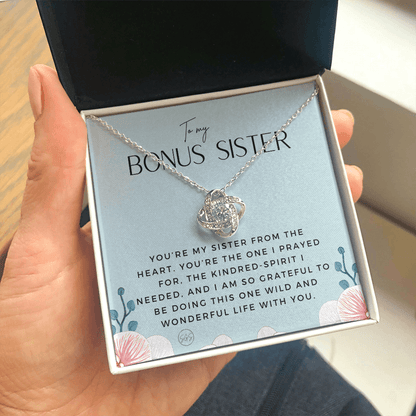 To my
BONUS SISTER
YOU'RE MY SISTER FROM THE
HEART. YOU'RE THE ONE I PRAYED
FOR, THE KINDRED-SPIRIT I
NEEDED, AND I AM SO GRATEFUL TO
BE DOING THIS ONE WILD AND
WONDERFUL LIFE WITH YOU.